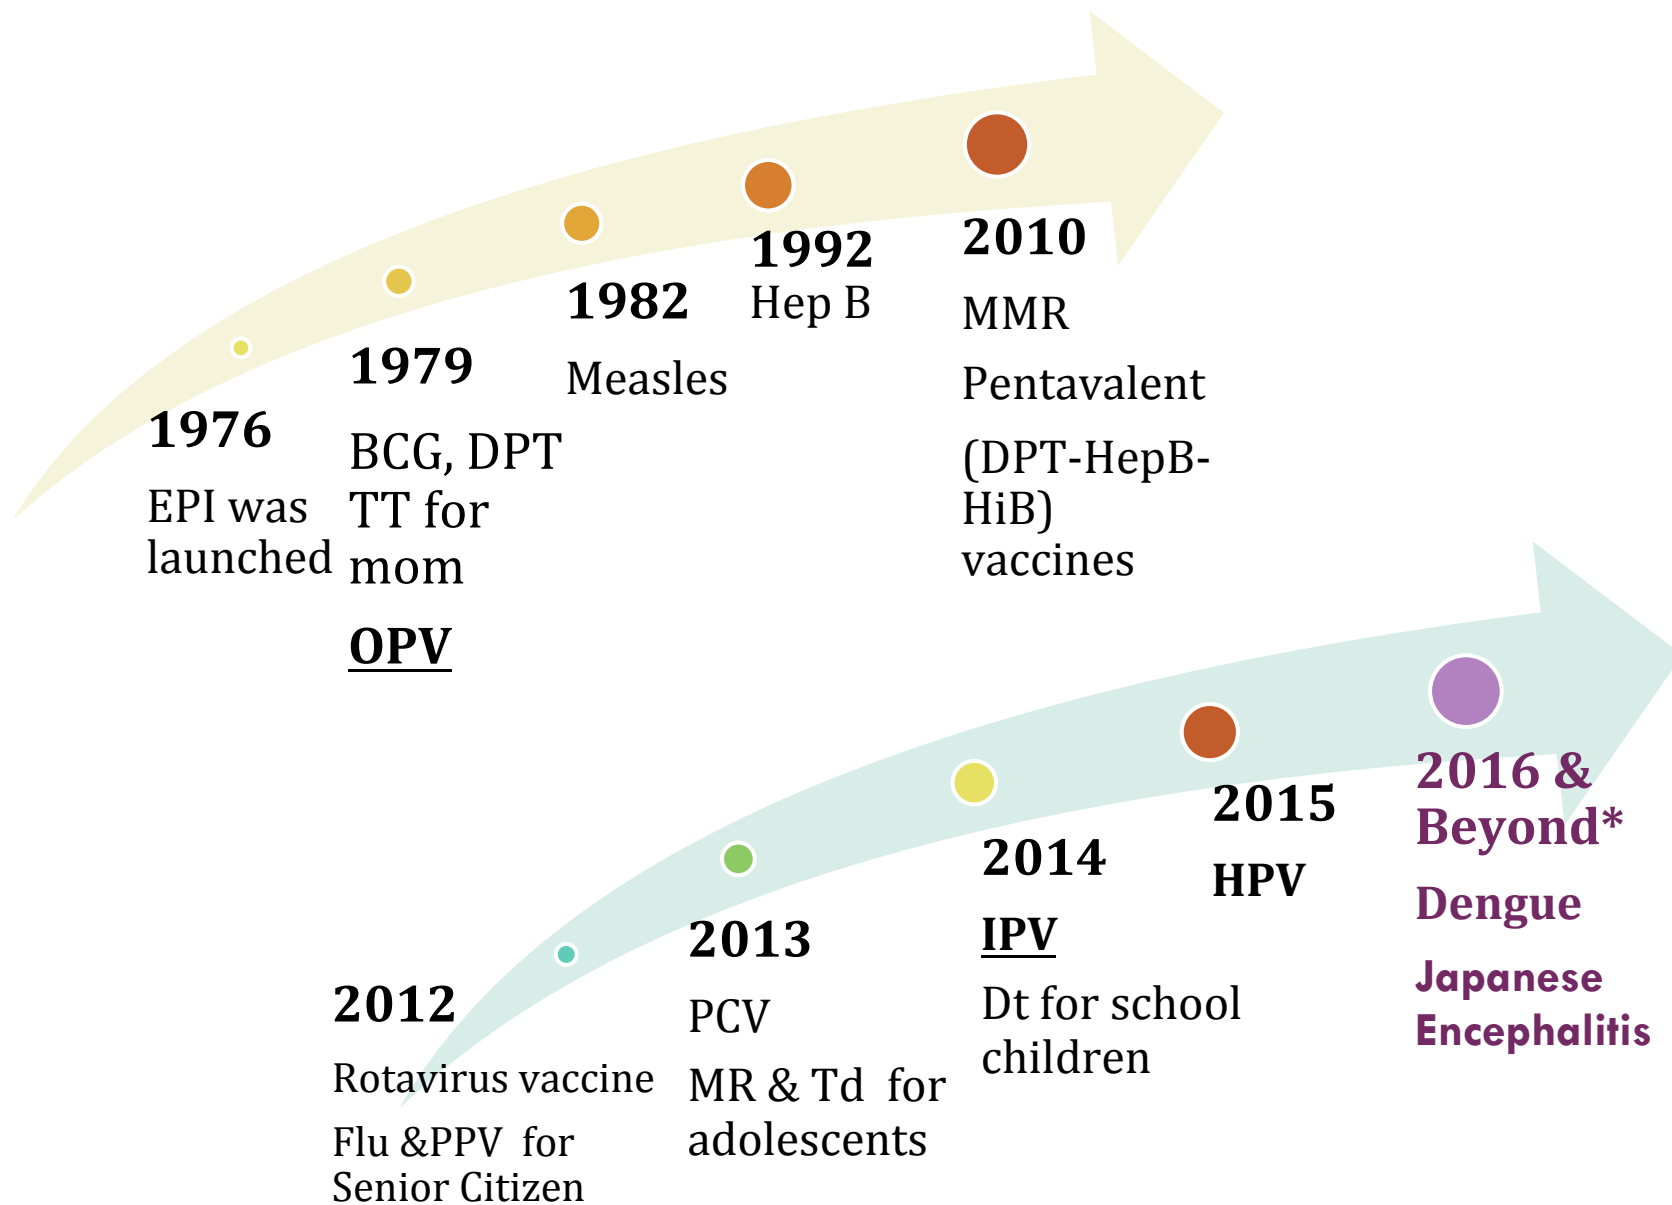 1976
EPI was
launched
1979
BCG, DPT
TT for
mom
OPV
1982
Measles
1992
Hep B
2010
MMR
Pentavalent
(DPT-HepB-
HiB)
vaccines
2012
Rotavirus vaccine
Flu &PPV  for
Senior Citizen
2013
PCV
MR & Td  for
adolescents
2014
IPV
Dt for school
children
2015
HPV
2016 &
Beyond*
Dengue
Japanese
Encephalitis